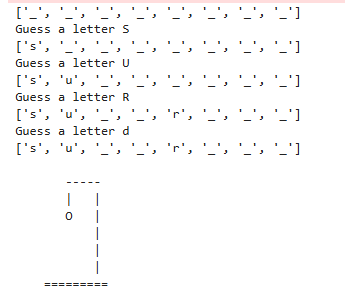 ['_', '_', '_', '_', '_', '_', '_', '_']
Guess a letter S
['s', '_', '_', '_', '_', '_', '_', '_']
Guess a letter U
['s', 'u', '_', '_', '_', '_', '_', '_']
Guess a letter R
['s', 'u', '_', '_', 'r', '_', '_', '_']
Guess a letter d
['s', 'u', '_', '_', 'r', '_', '_', '_']
       -----
       |   |
       O   |
           |
           |
           |
    =========